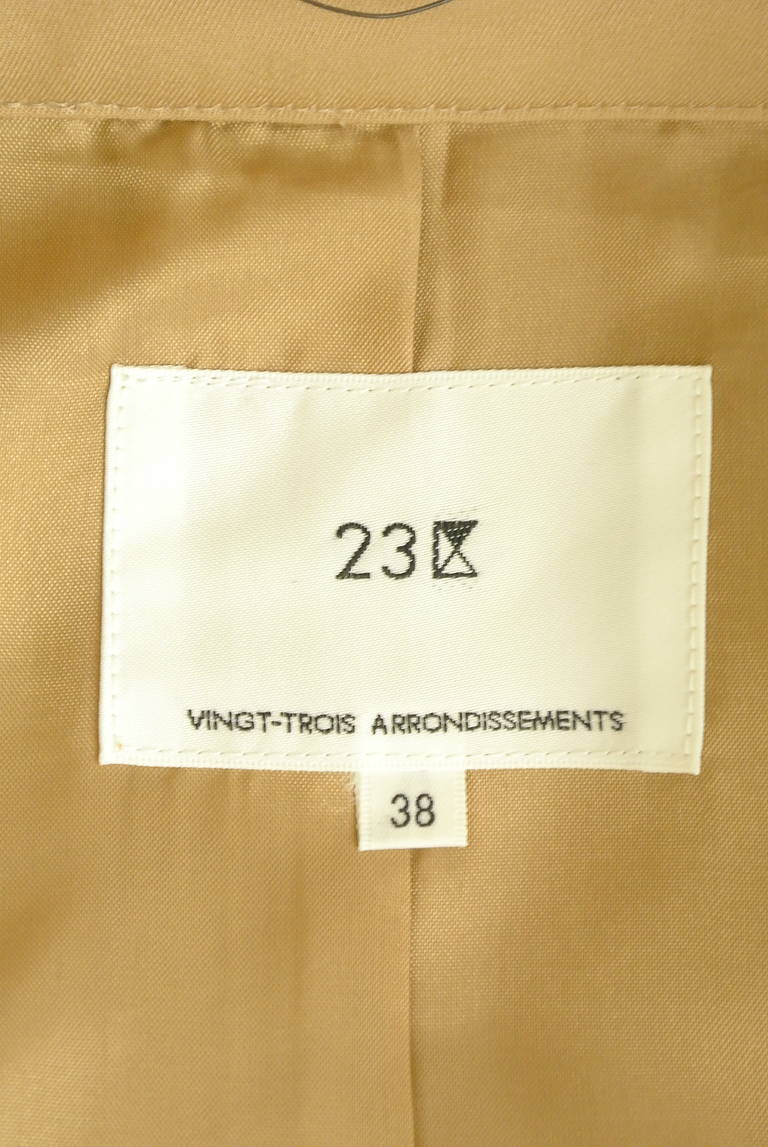 23区
VINGT-TROIS ARRONDISSEMENTS
38